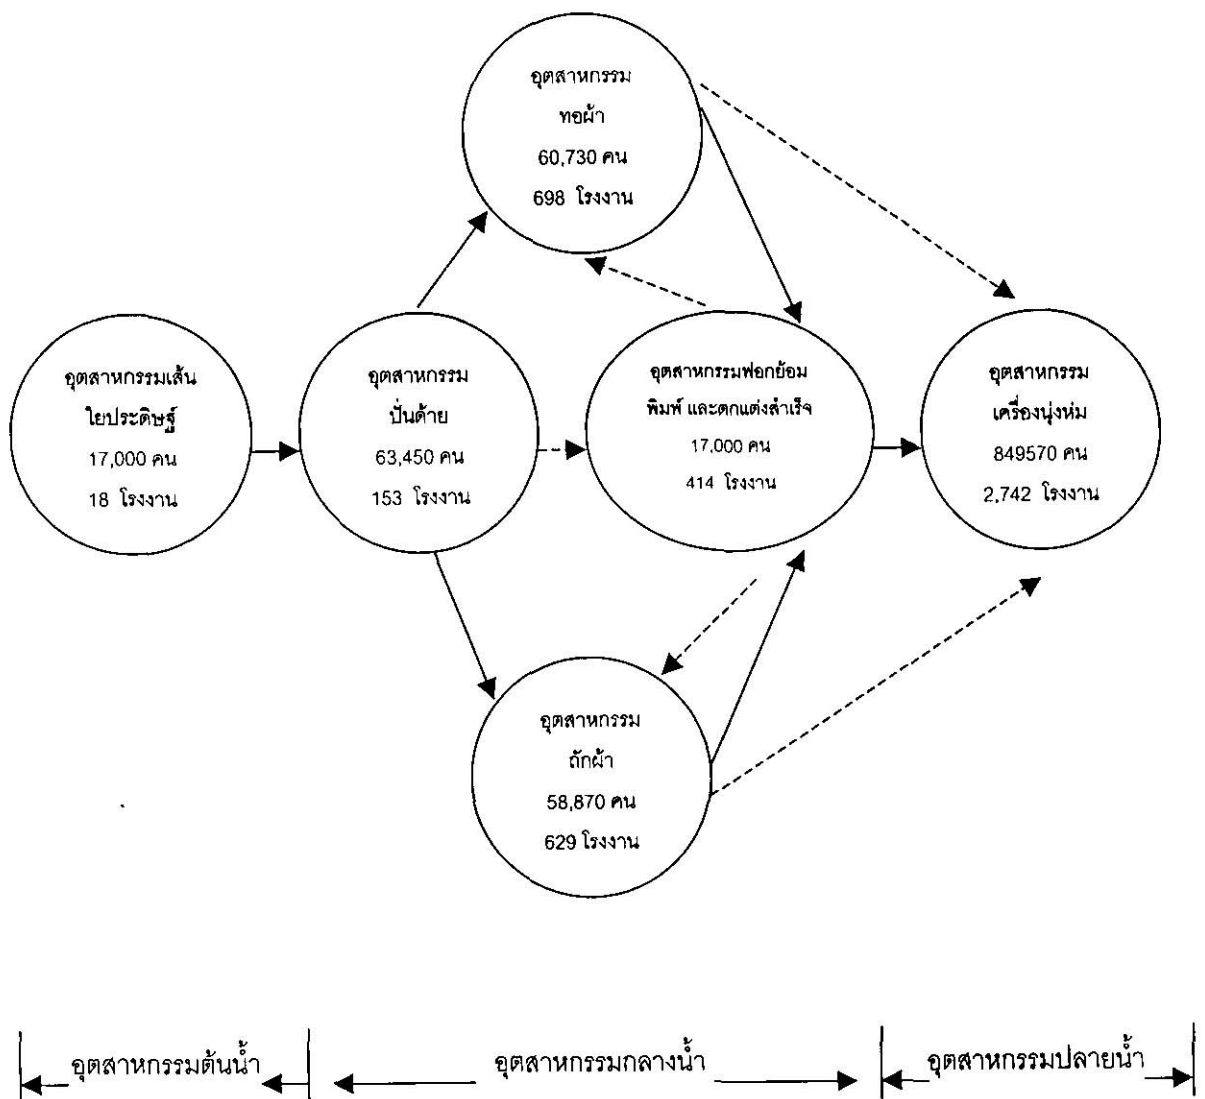 อุตสาหกรรม
ทอผ้า
60,730 คน
698 โรงงาน
อุตสาหกรรมเส้น
ใยประดิษฐ์
17,000 คน
18 โรงงาน
อุตสาหกรรม
ปั่นด้าย
63,450 คน
153 โรงงาน
อุตสาหกรรมฟอกย้อม
พิมพ์ และตกแต่งสำเร็จ
17,000 คน
414 โรงงาน
อุตสาหกรรม
เครื่องนุ่งห่ม
849570 คน
2,742 โรงงาน
อุตสาหกรรม
ถักผ้า
58,870 คน
629 โรงงาน
อุตสาหกรรมต้นน้ำ
อุตสาหกรรมกลางน้ำ
อุตสาหกรรมปลายน้ำ